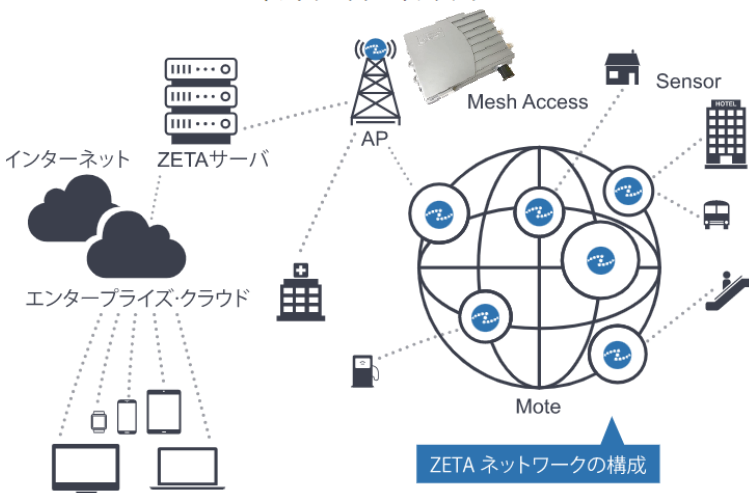 Mesh Access
Sensor
HOTEL
AP
インターネット
ZETAサーバ
エンタープライズ・クラウド
Mote
ZETA ネットワークの構成